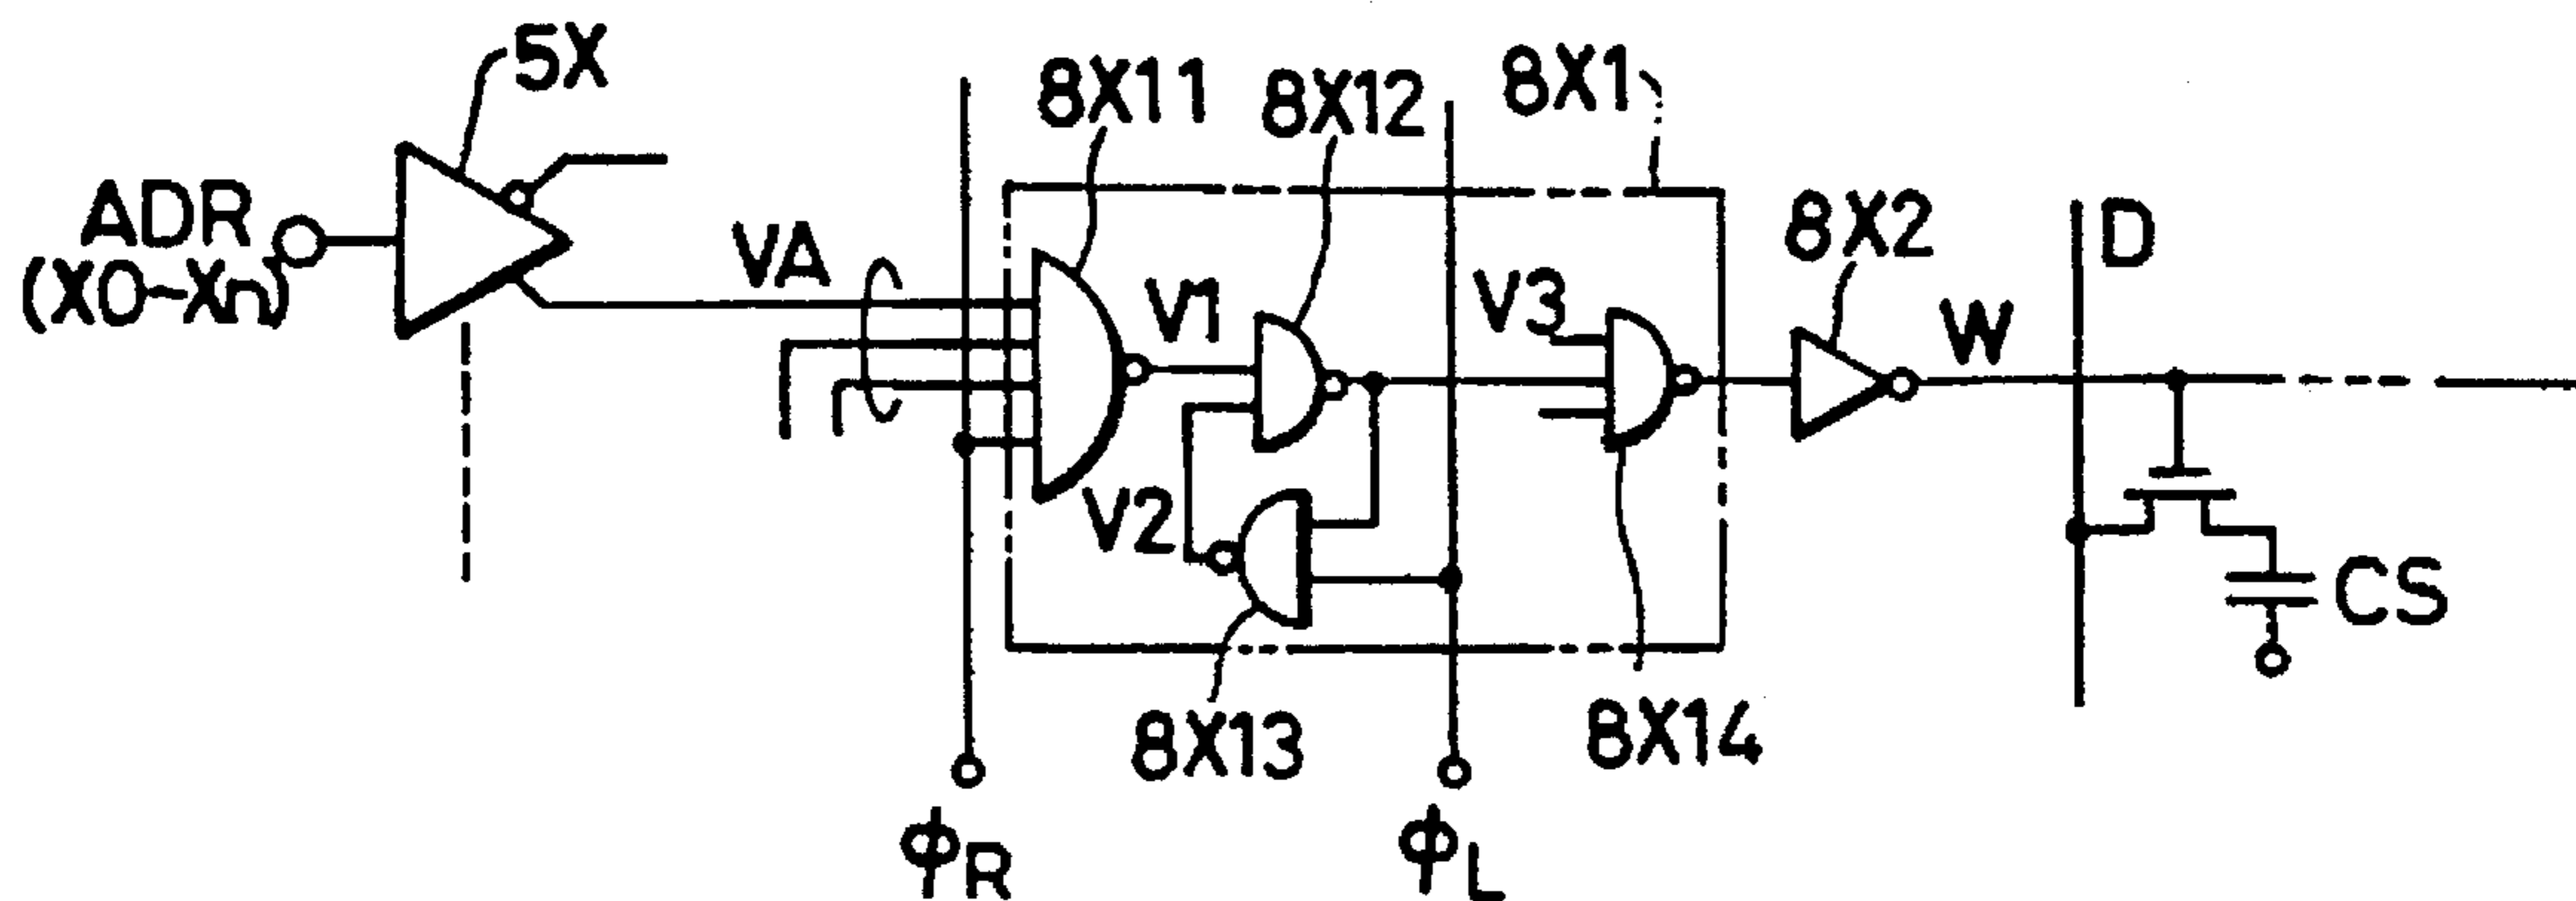 5X
8X11
8X12
8X1
ADR
(X0-Xn)
VA
V1
V3
8X2
D
W
V2
CS
8X13
8X14
ϕR
ϕL